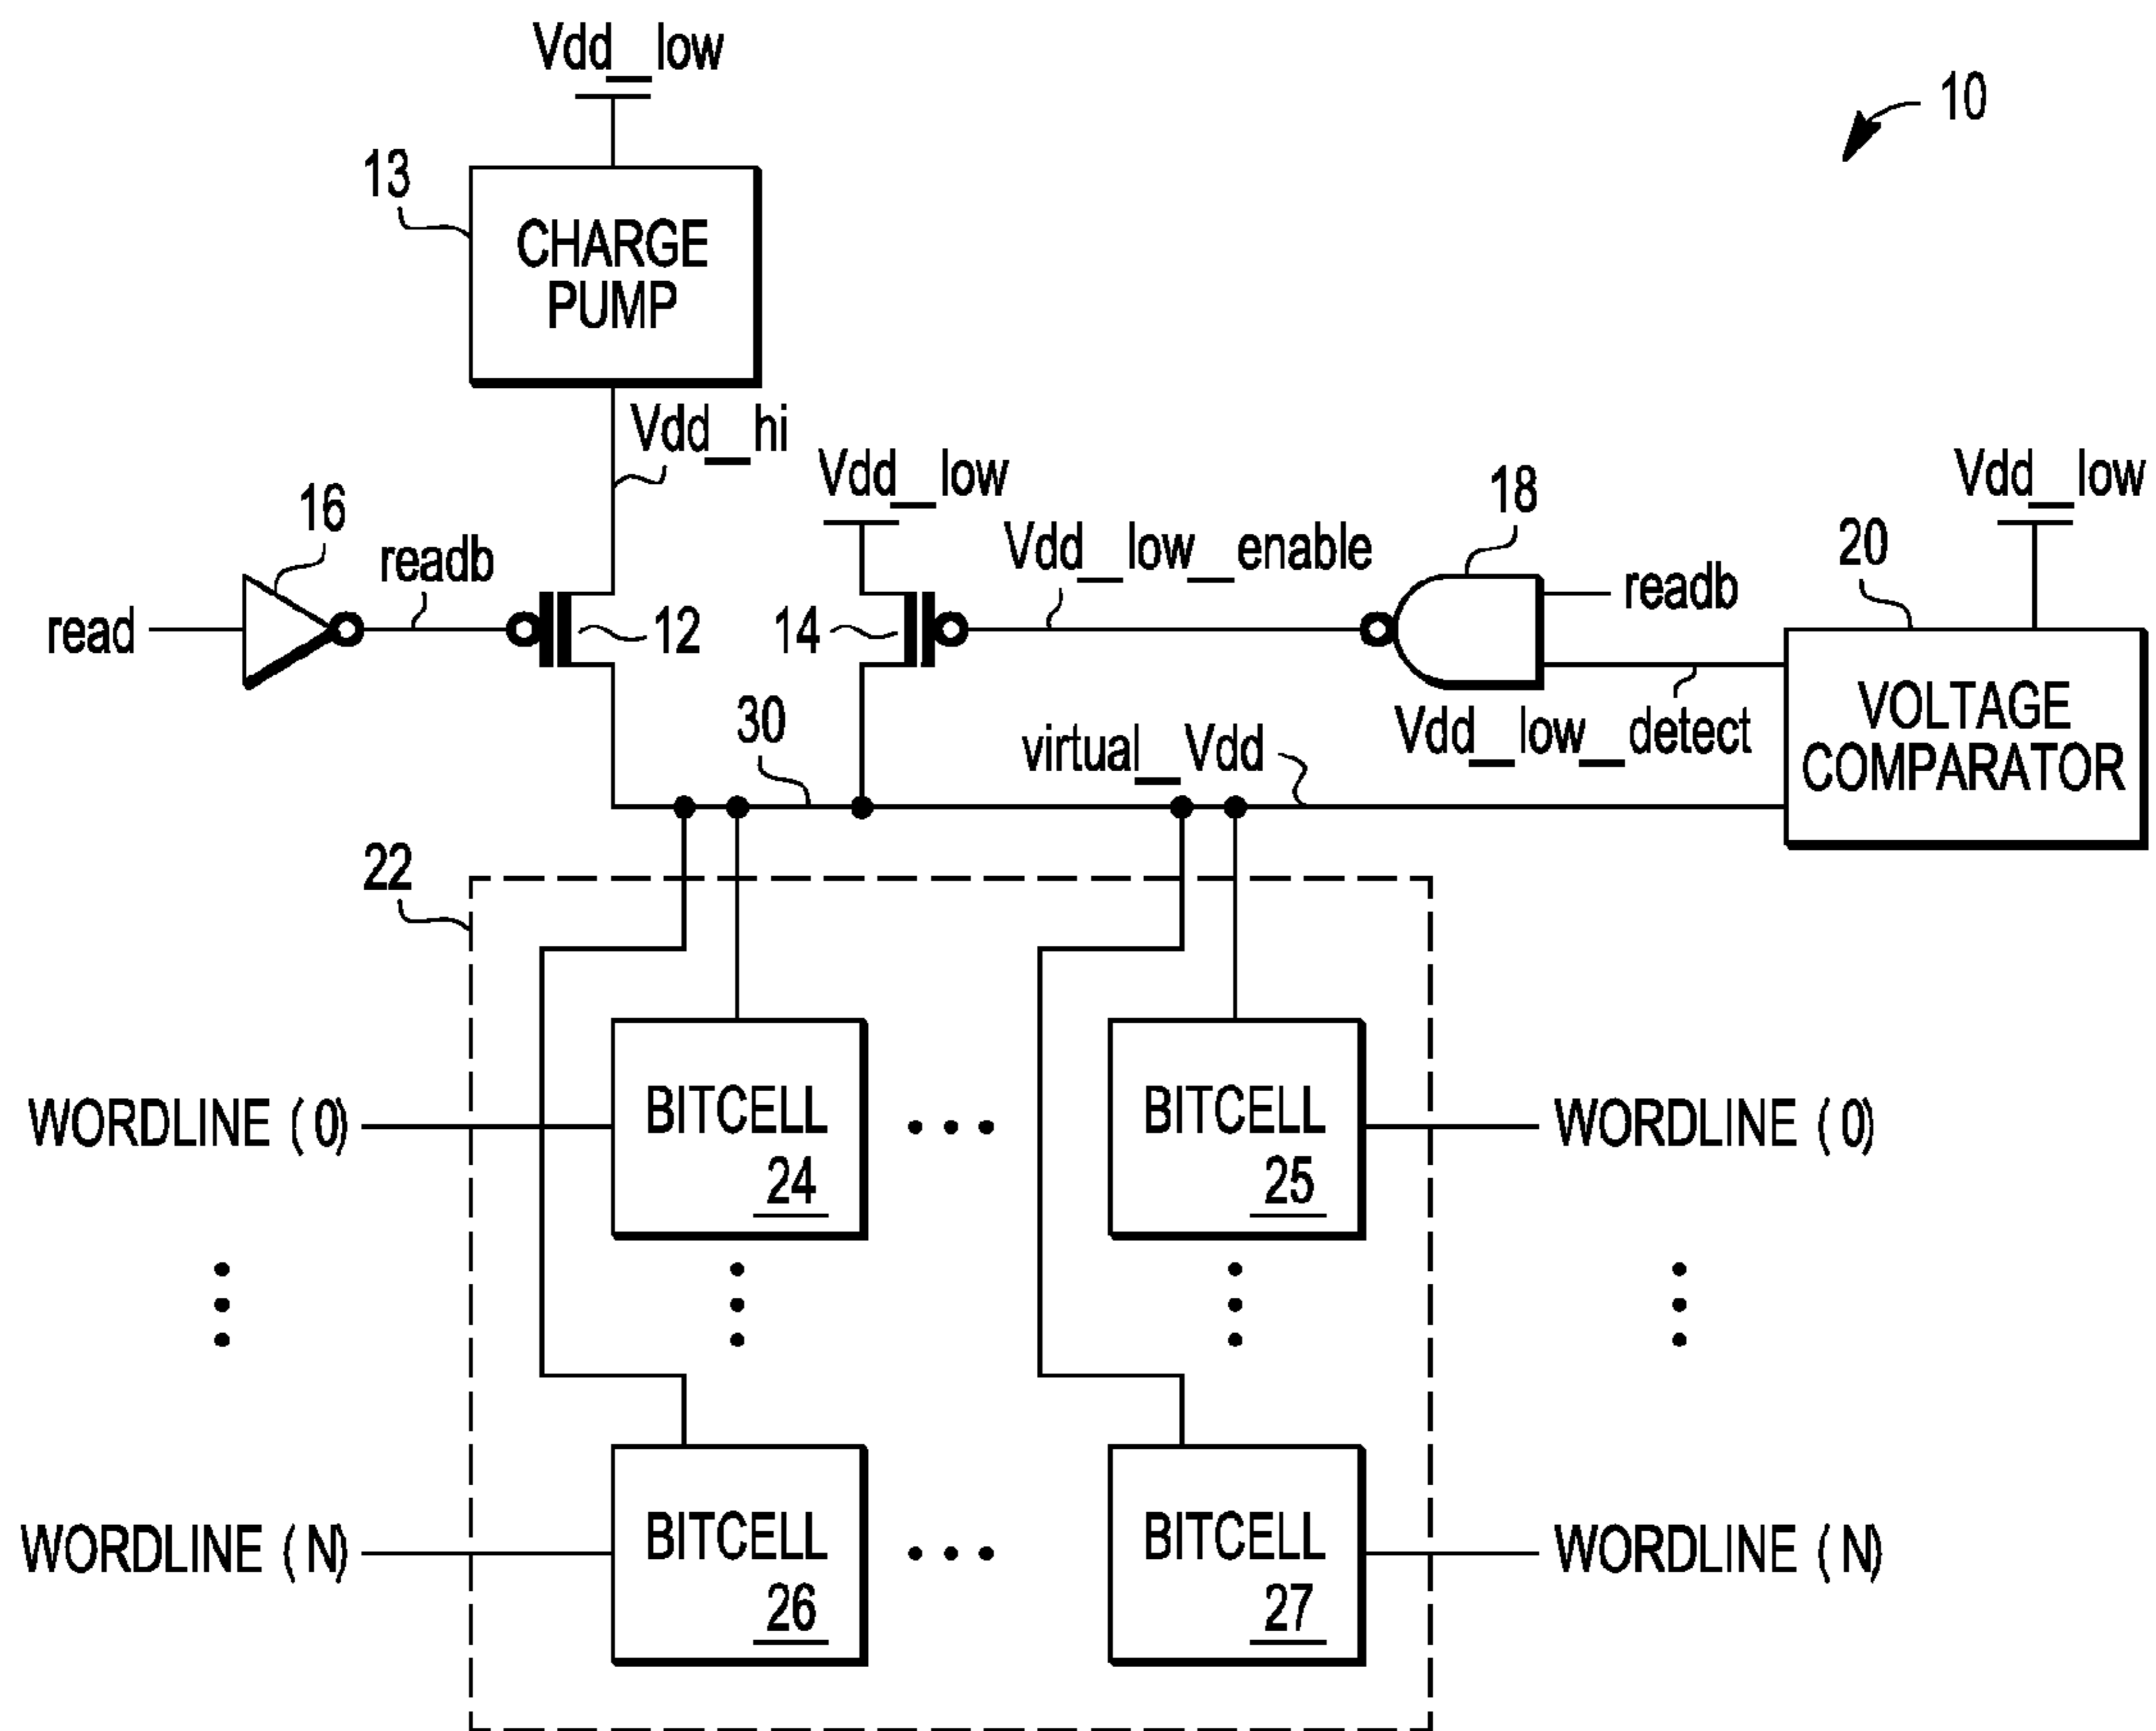 Vdd_low
10
13
CHARGE
PUMP
Vdd_hi
Vdd_low
Vdd_low
16
18
readb
Vdd_low_enable
20
read
12
14
readb
30
virtual_Vdd
Vdd_low_detect
VOLTAGE
COMPARATOR
22
WORDLINE (0)
BITCELL
24
• • •
BITCELL
25
WORDLINE (0)
WORDLINE (N)
BITCELL
26
• • •
BITCELL
27
WORDLINE (N)